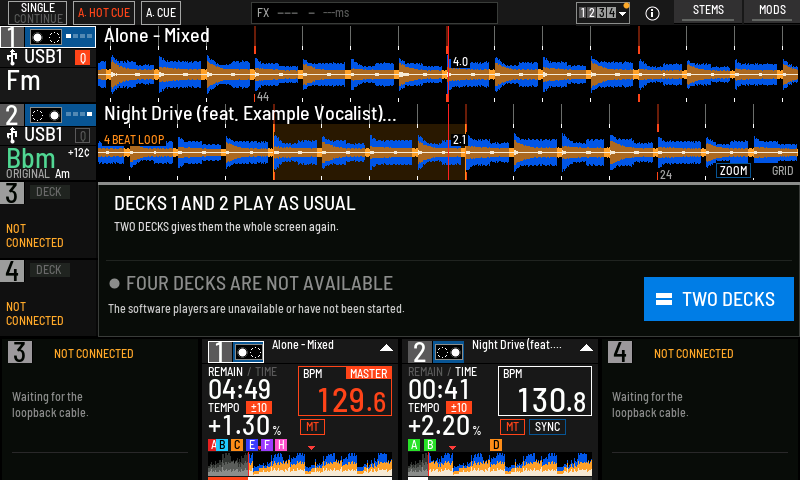 SINGLE
CONTINUE
A. HOT CUE
A. CUE
FX --- - ---ms
1 2 3 4
STEMS
MODS
1
Alone - Mixed
USB1
0
Fm
4.0
44
2
Night Drive (feat. Example Vocalist)...
USB1
0
4 BEAT LOOP
2.1
Bbm
+12¢
ORIGINAL Am
24
ZOOM
GRID
3
DECK
NOT
CONNECTED
4
DECK
NOT
CONNECTED
DECKS 1 AND 2 PLAY AS USUAL
TWO DECKS gives them the whole screen again.
FOUR DECKS ARE NOT AVAILABLE
The software players are unavailable or have not been started.
TWO DECKS
3
NOT CONNECTED
Waiting for the
loopback cable.
1
Alone - Mixed
REMAIN / TIME
04:49
TEMPO ±10
+1.30%
BPM
MASTER
129.6
MT
A B C E F H
2
Night Drive (feat....
REMAIN / TIME
00:41
TEMPO ±10
+2.20%
BPM
130.8
MT
SYNC
A B D
4
NOT CONNECTED
Waiting for the
loopback cable.